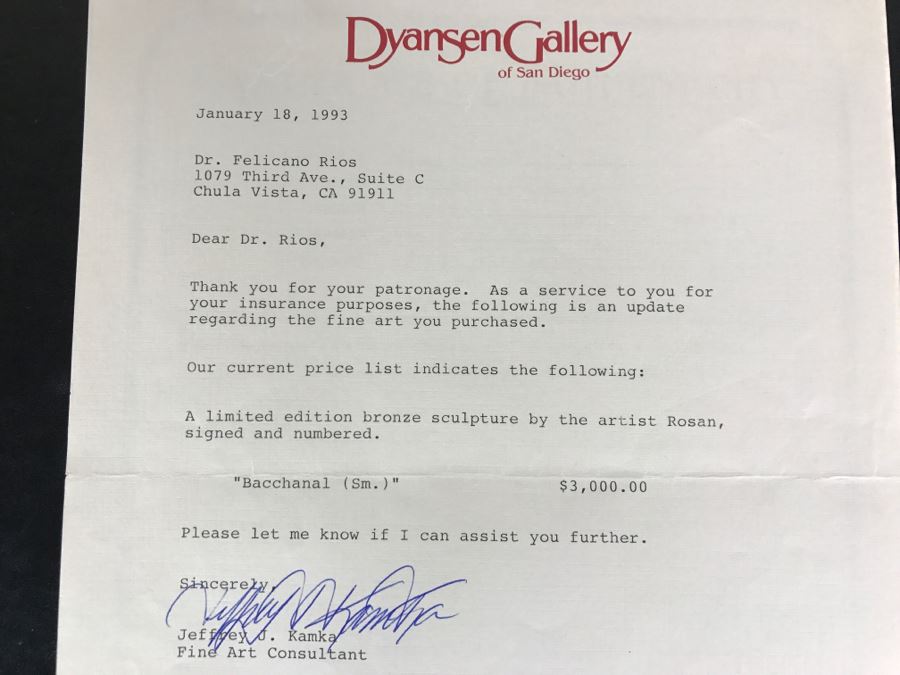 Dyansen Gallery
of San Diego
January 18, 1993
Dr. Felicano Rios
1079 Third Ave., Suite C
Chula Vista, CA 91911
Dear Dr. Rios,
Thank you for your patronage. As a service to you for
your insurance purposes, the following is an update
regarding the fine art you purchased.
Our current price list indicates the following:
A limited edition bronze sculpture by the artist Rosan,
signed and numbered.
"Bacchanal (Sm.)" $3,000.00
Please let me know if I can assist you further.
Sincerely,
Jeffrey J. Kamka
Fine Art Consultant